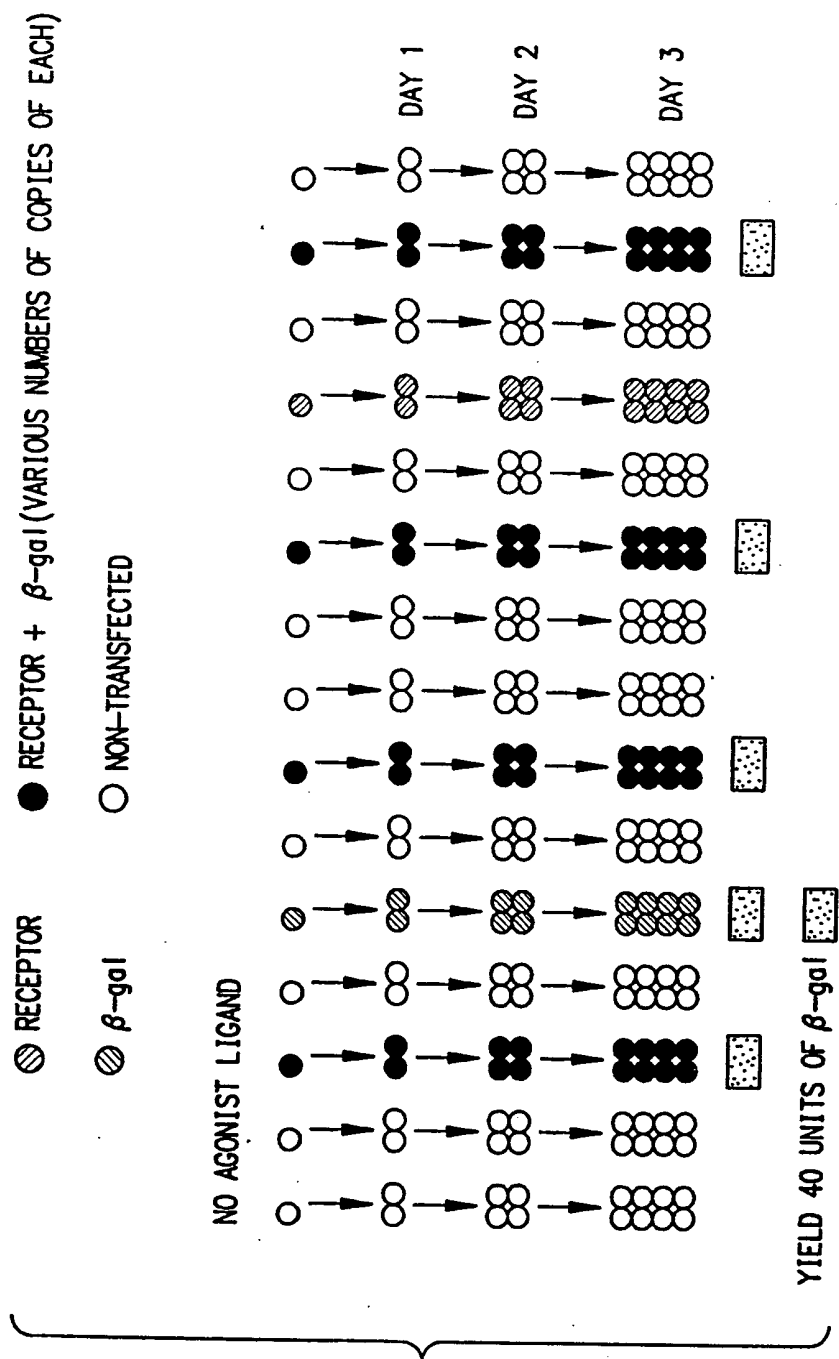 RECEPTOR
RECEPTOR + β-gal (VARIOUS NUMBERS OF COPIES OF EACH)
β-gal
NON-TRANSFECTED
NO AGONIST LIGAND
DAY 1
DAY 2
DAY 3
YIELD 40 UNITS OF β-gal